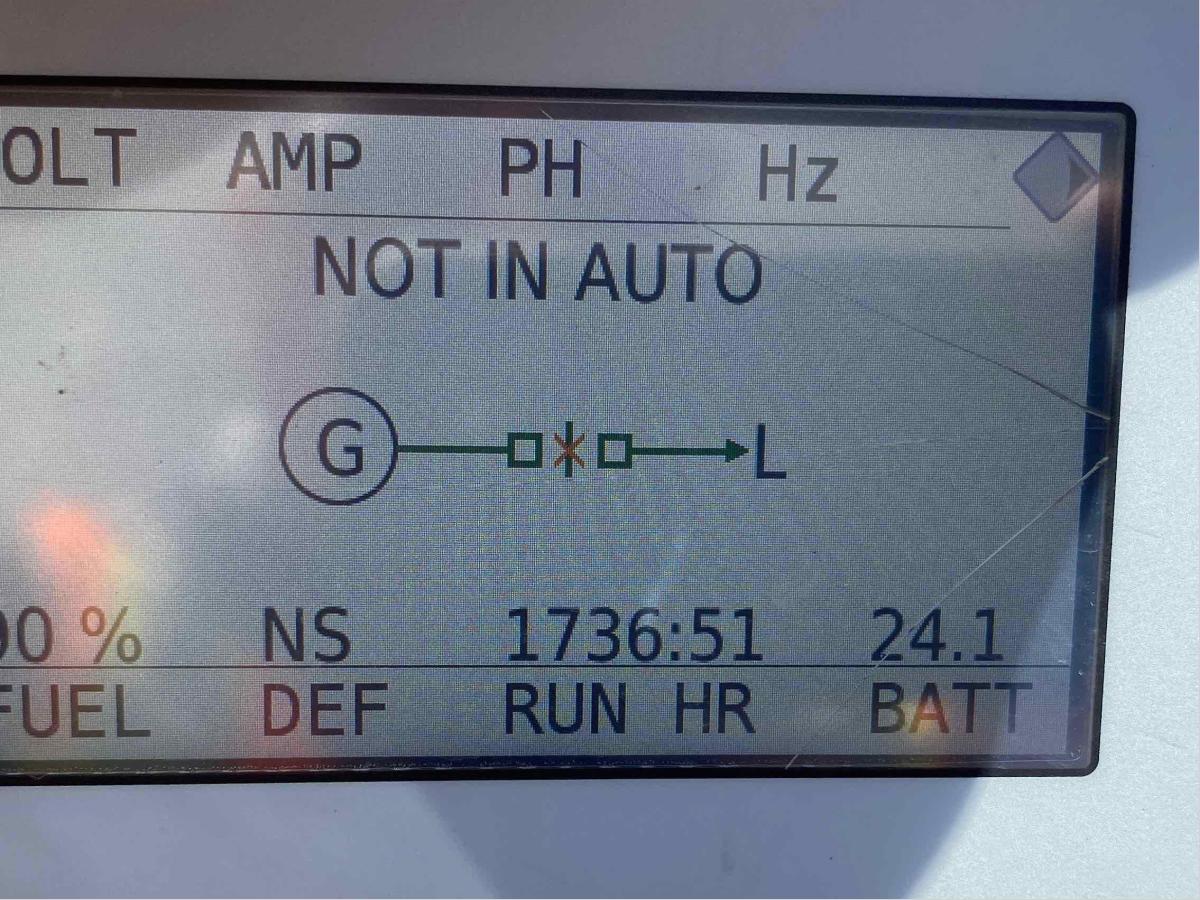 OLT AMP PH Hz
NOT IN AUTO
G L
00 % NS 1736:51 24.1
FUEL DEF RUN HR BATT